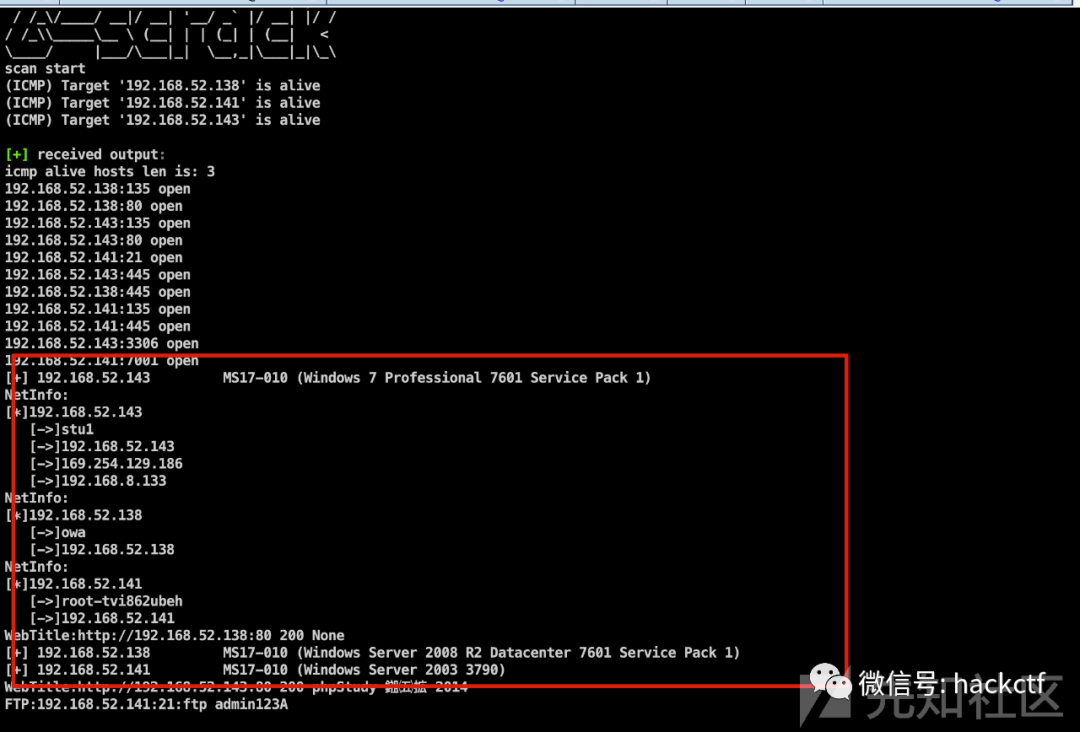 scan start
(ICMP) Target '192.168.52.138' is alive
(ICMP) Target '192.168.52.141' is alive
(ICMP) Target '192.168.52.143' is alive
[+] received output:
icmp alive hosts len is: 3
192.168.52.138:135 open
192.168.52.138:80 open
192.168.52.143:135 open
192.168.52.143:80 open
192.168.52.141:21 open
192.168.52.143:445 open
192.168.52.138:445 open
192.168.52.141:135 open
192.168.52.141:445 open
192.168.52.143:3306 open
192.168.52.141:7001 open
[+] 192.168.52.143 MS17-010 (Windows 7 Professional 7601 Service Pack 1)
NetInfo:
[*]192.168.52.143
[->]stu1
[->]192.168.52.143
[->]169.254.129.186
[->]192.168.8.133
NetInfo:
[*]192.168.52.138
[->]owa
[->]192.168.52.138
NetInfo:
[*]192.168.52.141
[->]root-tvi862ubeh
[->]192.168.52.141
WebTitle:http://192.168.52.138:80 200 None
[+] 192.168.52.138 MS17-010 (Windows Server 2008 R2 Datacenter 7601 Service Pack 1)
[+] 192.168.52.141 MS17-010 (Windows Server 2003 3790)
WebTitle:http://192.168.52.143:80 200 phpStudy 2014
FTP:192.168.52.141:21:ftp admin123A
微信号: hackctf
先知社区